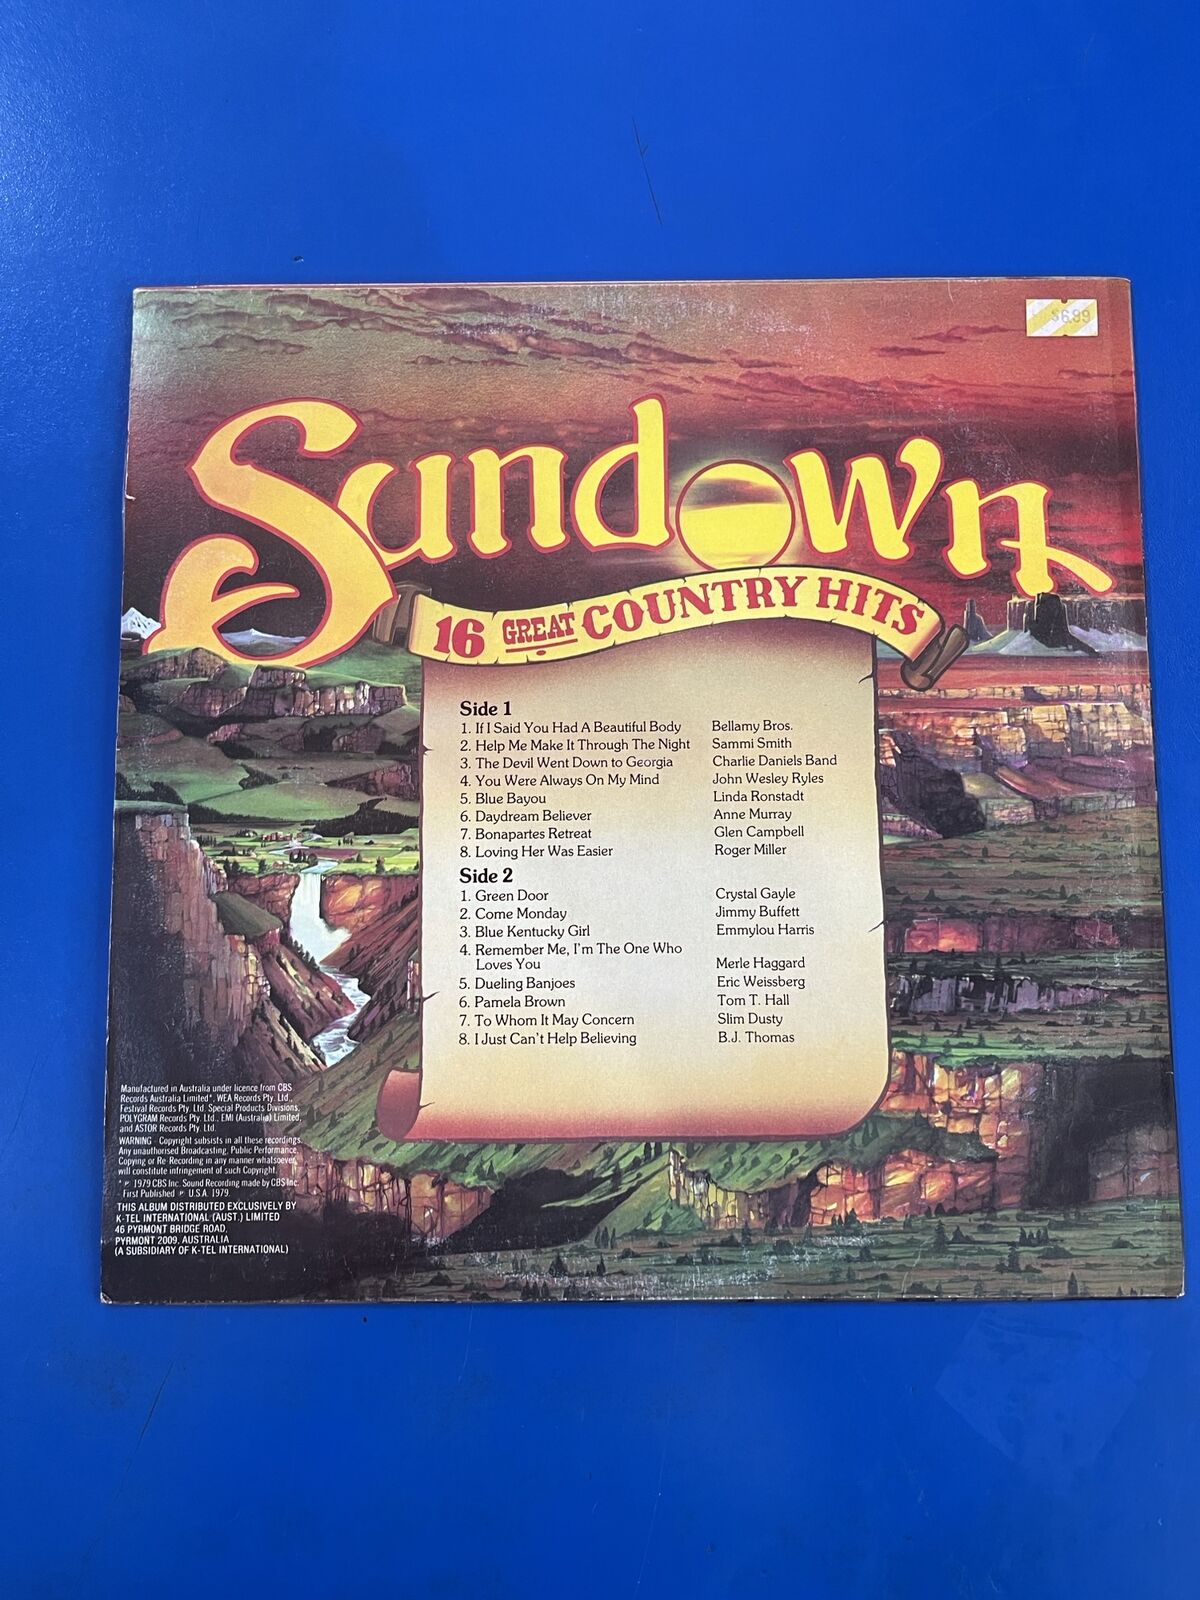 $6.99
Sundown
16 GREAT COUNTRY HITS
Side 1
1. If I Said You Had A Beautiful Body Bellamy Bros.
2. Help Me Make It Through The Night Sammi Smith
3. The Devil Went Down to Georgia Charlie Daniels Band
4. You Were Always On My Mind John Wesley Ryles
5. Blue Bayou Linda Ronstadt
6. Daydream Believer Anne Murray
7. Bonapartes Retreat Glen Campbell
8. Loving Her Was Easier Roger Miller
Side 2
1. Green Door Crystal Gayle
2. Come Monday Jimmy Buffett
3. Blue Kentucky Girl Emmylou Harris
4. Remember Me, I'm The One Who
Loves You Merle Haggard
5. Dueling Banjoes Eric Weissberg
6. Pamela Brown Tom T. Hall
7. To Whom It May Concern Slim Dusty
8. I Just Can't Help Believing B.J. Thomas
Manufactured in Australia under licence from CBS
Records Australia Limited*, WEA Records Pty. Ltd.,
Festival Records Pty. Ltd. Special Products Divisions,
POLYGRAM Records Pty. Ltd., EMI (Australia) Limited,
and ASTOR Records Pty. Ltd.
WARNING - Copyright subsists in all these recordings.
Any unauthorised Broadcasting, Public Performance,
Copying or Re-Recording in any manner whatsoever,
will constitute infringement of such Copyright.
* ℗ 1979 CBS Inc. Sound Recording made by CBS Inc.
First Published ℗ U.S.A. 1979.
THIS ALBUM DISTRIBUTED EXCLUSIVELY BY
K-TEL INTERNATIONAL (AUST.) LIMITED
46 PYRMONT BRIDGE ROAD,
PYRMONT 2009. AUSTRALIA
(A SUBSIDIARY OF K-TEL INTERNATIONAL)